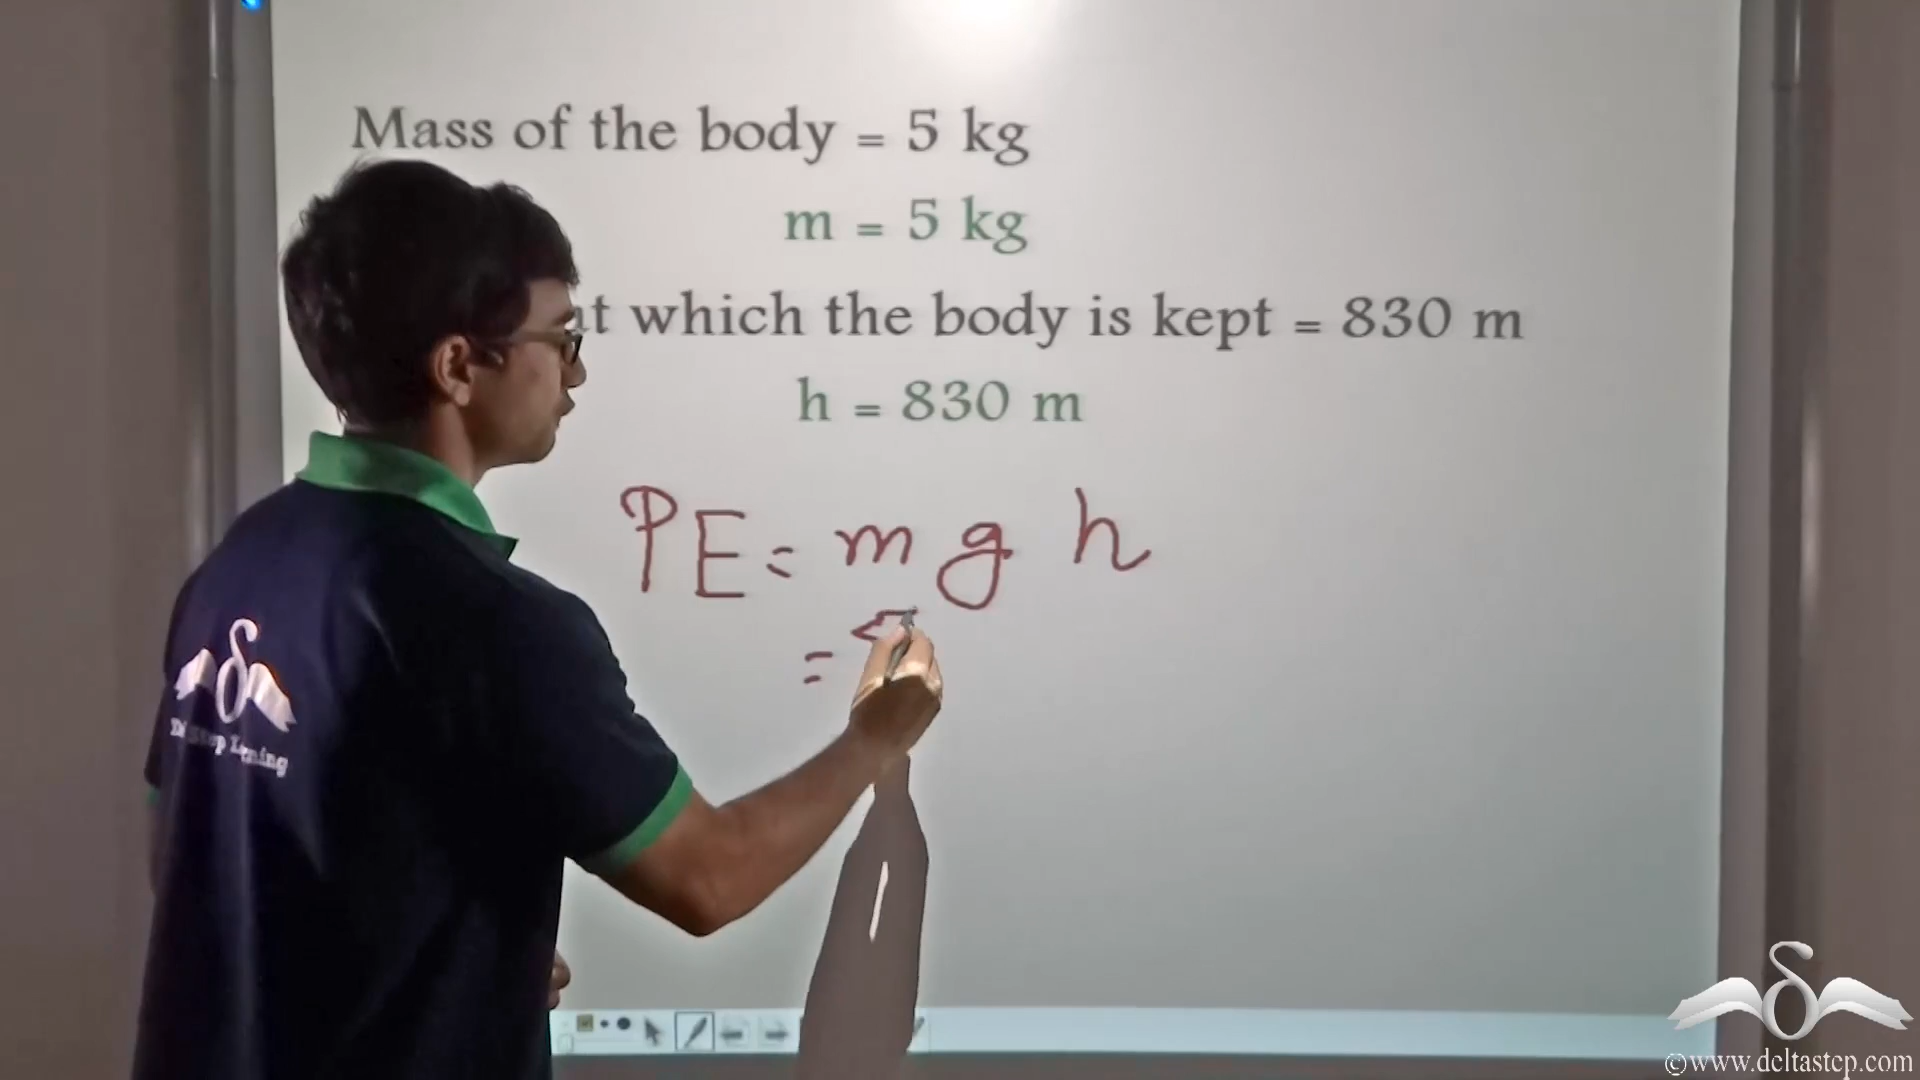 Mass of the body = 5 kg
m = 5 kg
at which the body is kept = 830 m
h = 830 m
PE = m g h
=
Learning
©www.deltastep.com